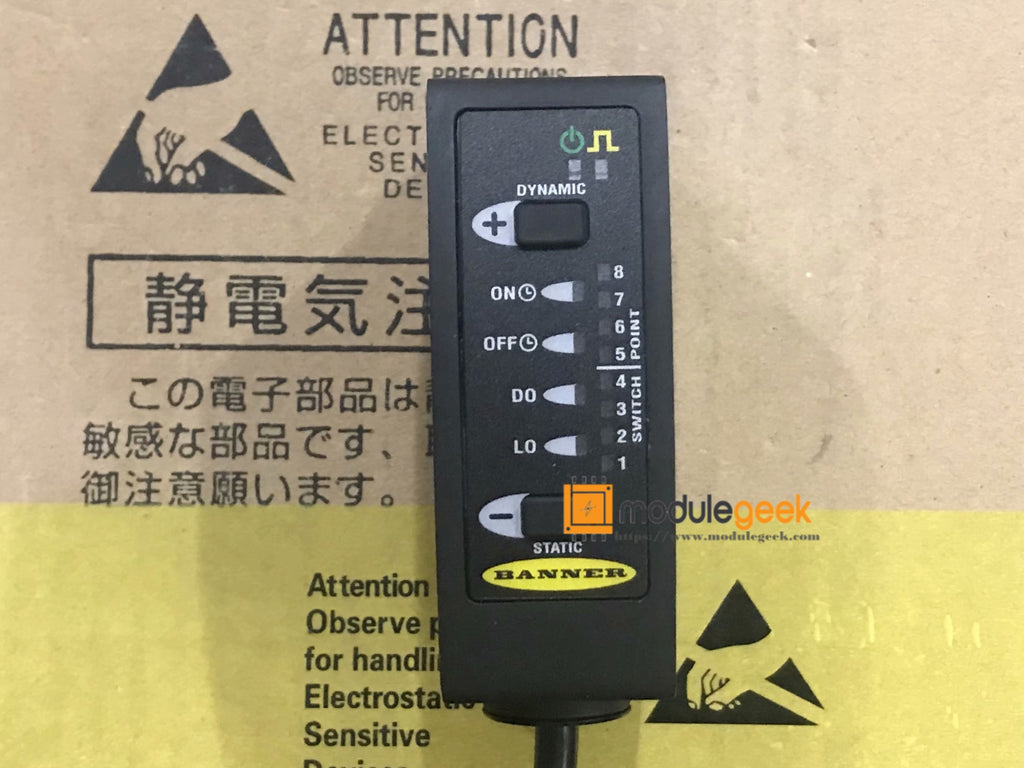 ATTENTION
OBSERVE PRECAUTIONS
FOR
ELECT
SEN
DE
静電気注
この電子部品は
敏感な部品です、
御注意願います。
DYNAMIC
+
8
ON
7
6
OFF
5
SWITCH POINT
4
DO
3
2
LO
1
−
STATIC
BANNER
modulegeek
https://www.modulegeek.com
Attention
Observe p
for handli
Electrostatic
Sensitive